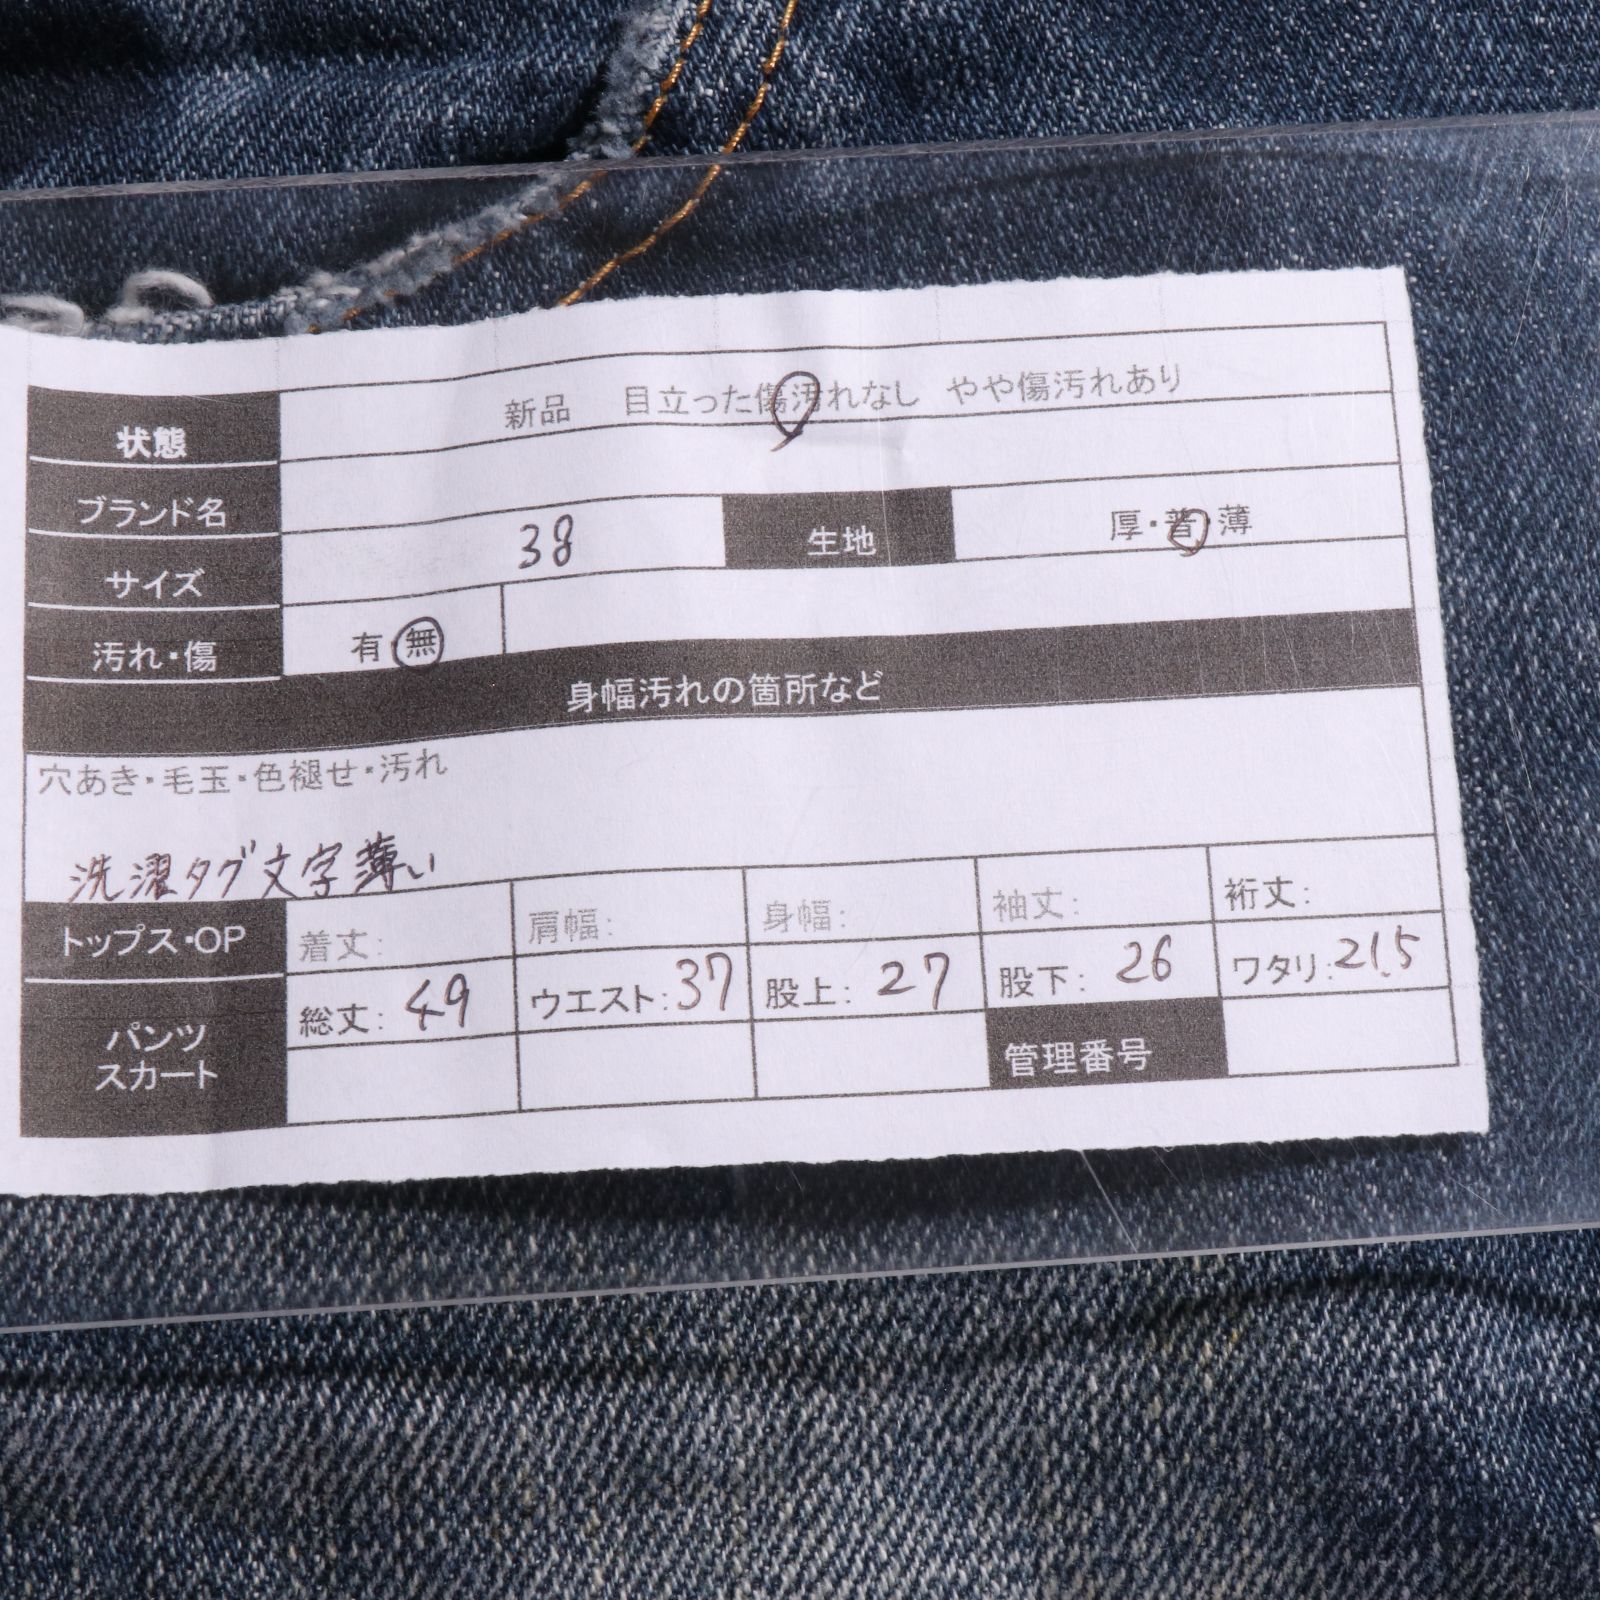 状態 新品 目立った傷汚れなし やや傷汚れあり
ブランド名
サイズ 38 生地 厚・普・薄
汚れ・傷 有 無
身幅汚れの箇所など
穴あき・毛玉・色褪せ・汚れ
洗濯タグ文字薄い
トップス・OP 着丈: 肩幅: 身幅: 袖丈: 裄丈:
パンツ スカート 総丈: 49 ウエスト: 37 股上: 27 股下: 26 ワタリ: 21.5
管理番号